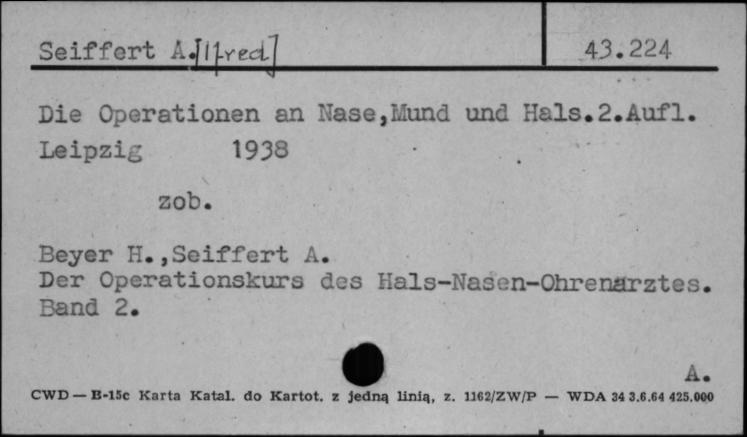 Seiffert A.[lfred] 43.224
Die Operationen an Nase,Mund und Hals.2.Aufl.
Leipzig 1938
zob.
Beyer H.,Seiffert A.
Der Operationskurs des Hals-Nasen-Ohrenarztes.
Band 2.
A.
CWD — B-15c Karta Katal. do Kartot. z jedną linią, z. 1162/ZW/P — WDA 34 3.6.64 425.000